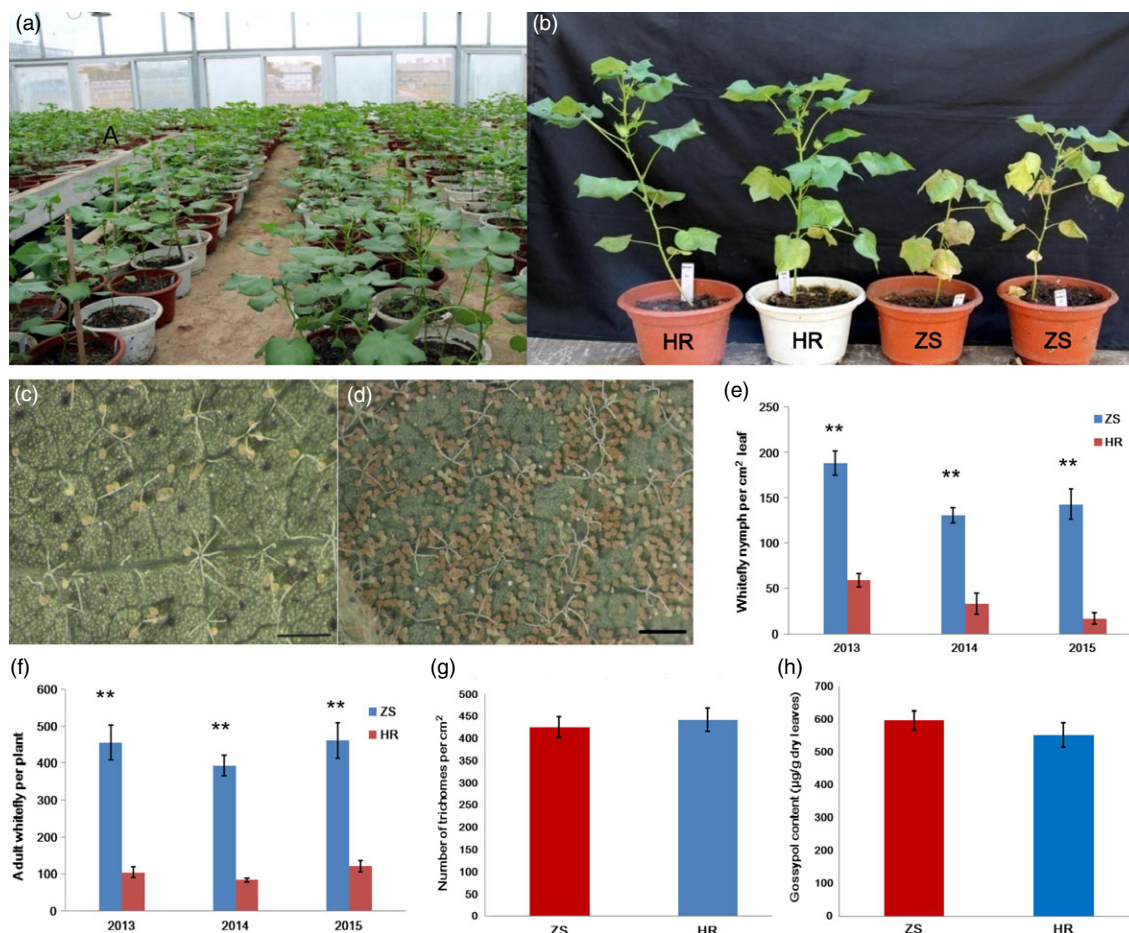 (a)
A
(b)
HR
HR
ZS
ZS
(c)
(d)
(e)
Whitefly nymph per cm² leaf
250
200
150
100
50
0
**
**
**
ZS
HR
2013
2014
2015
(f)
Adult whitefly per plant
600
500
400
300
200
100
0
**
**
**
ZS
HR
2013
2014
2015
(g)
Number of trichomes per cm²
500
450
400
350
300
250
200
150
100
50
0
ZS
HR
(h)
Gossypol content (µg/g dry leaves)
700
600
500
400
300
200
100
0
ZS
HR